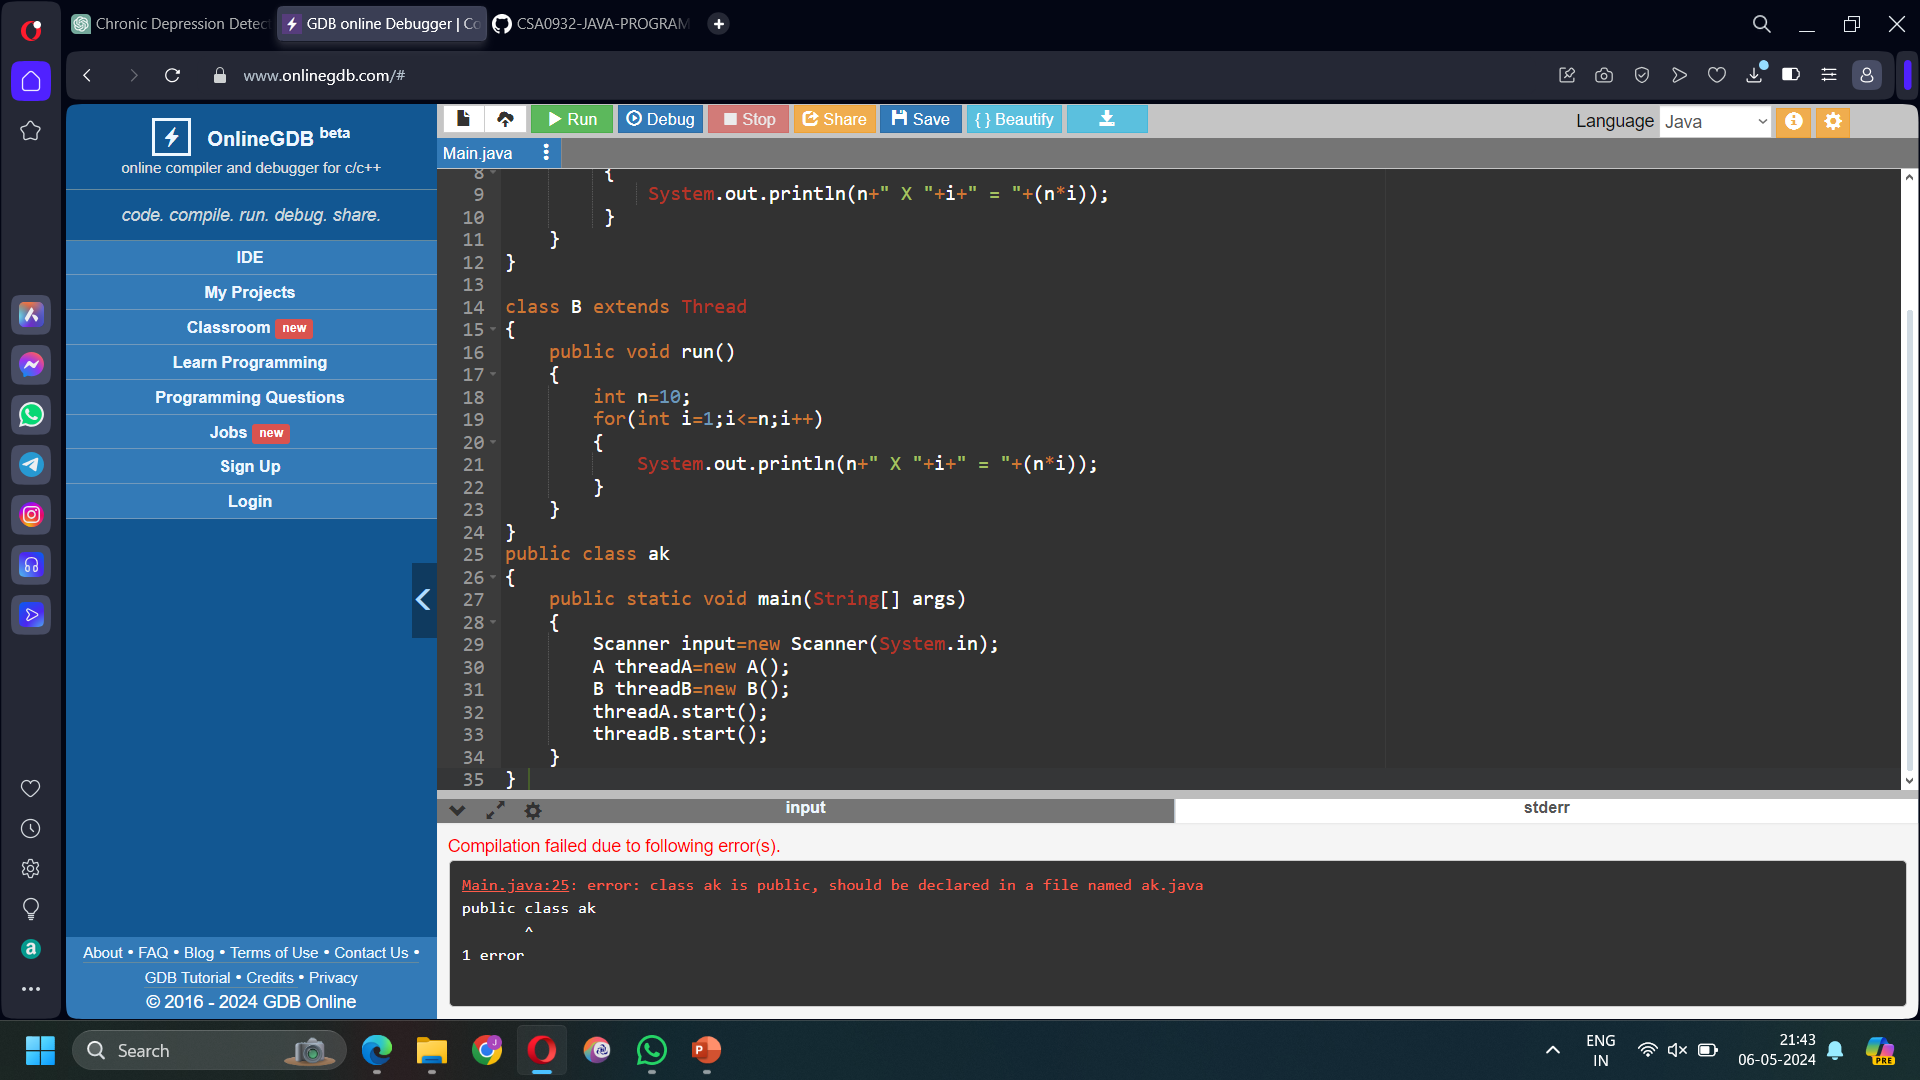 Chronic Depression Detec
GDB online Debugger | Co
CSA0932-JAVA-PROGRAM
www.onlinegdb.com/#
OnlineGDB beta
online compiler and debugger for c/c++
code. compile. run. debug. share.
IDE
My Projects
Classroom new
Learn Programming
Programming Questions
Jobs new
Sign Up
Login
About • FAQ • Blog • Terms of Use • Contact Us •
GDB Tutorial • Credits • Privacy
© 2016 - 2024 GDB Online
Run
Debug
Stop
Share
Save
{ } Beautify
Language Java
Main.java
8 {
9 System.out.println(n+" X "+i+" = "+(n*i));
10 }
11 }
12 }
13
14 class B extends Thread
15 {
16 public void run()
17 {
18 int n=10;
19 for(int i=1;i<=n;i++)
20 {
21 System.out.println(n+" X "+i+" = "+(n*i));
22 }
23 }
24 }
25 public class ak
26 {
27 public static void main(String[] args)
28 {
29 Scanner input=new Scanner(System.in);
30 A threadA=new A();
31 B threadB=new B();
32 threadA.start();
33 threadB.start();
34 }
35 }
input
stderr
Compilation failed due to following error(s).
Main.java:25: error: class ak is public, should be declared in a file named ak.java
public class ak
^
1 error
Search
ENG
IN
21:43
06-05-2024
PRE